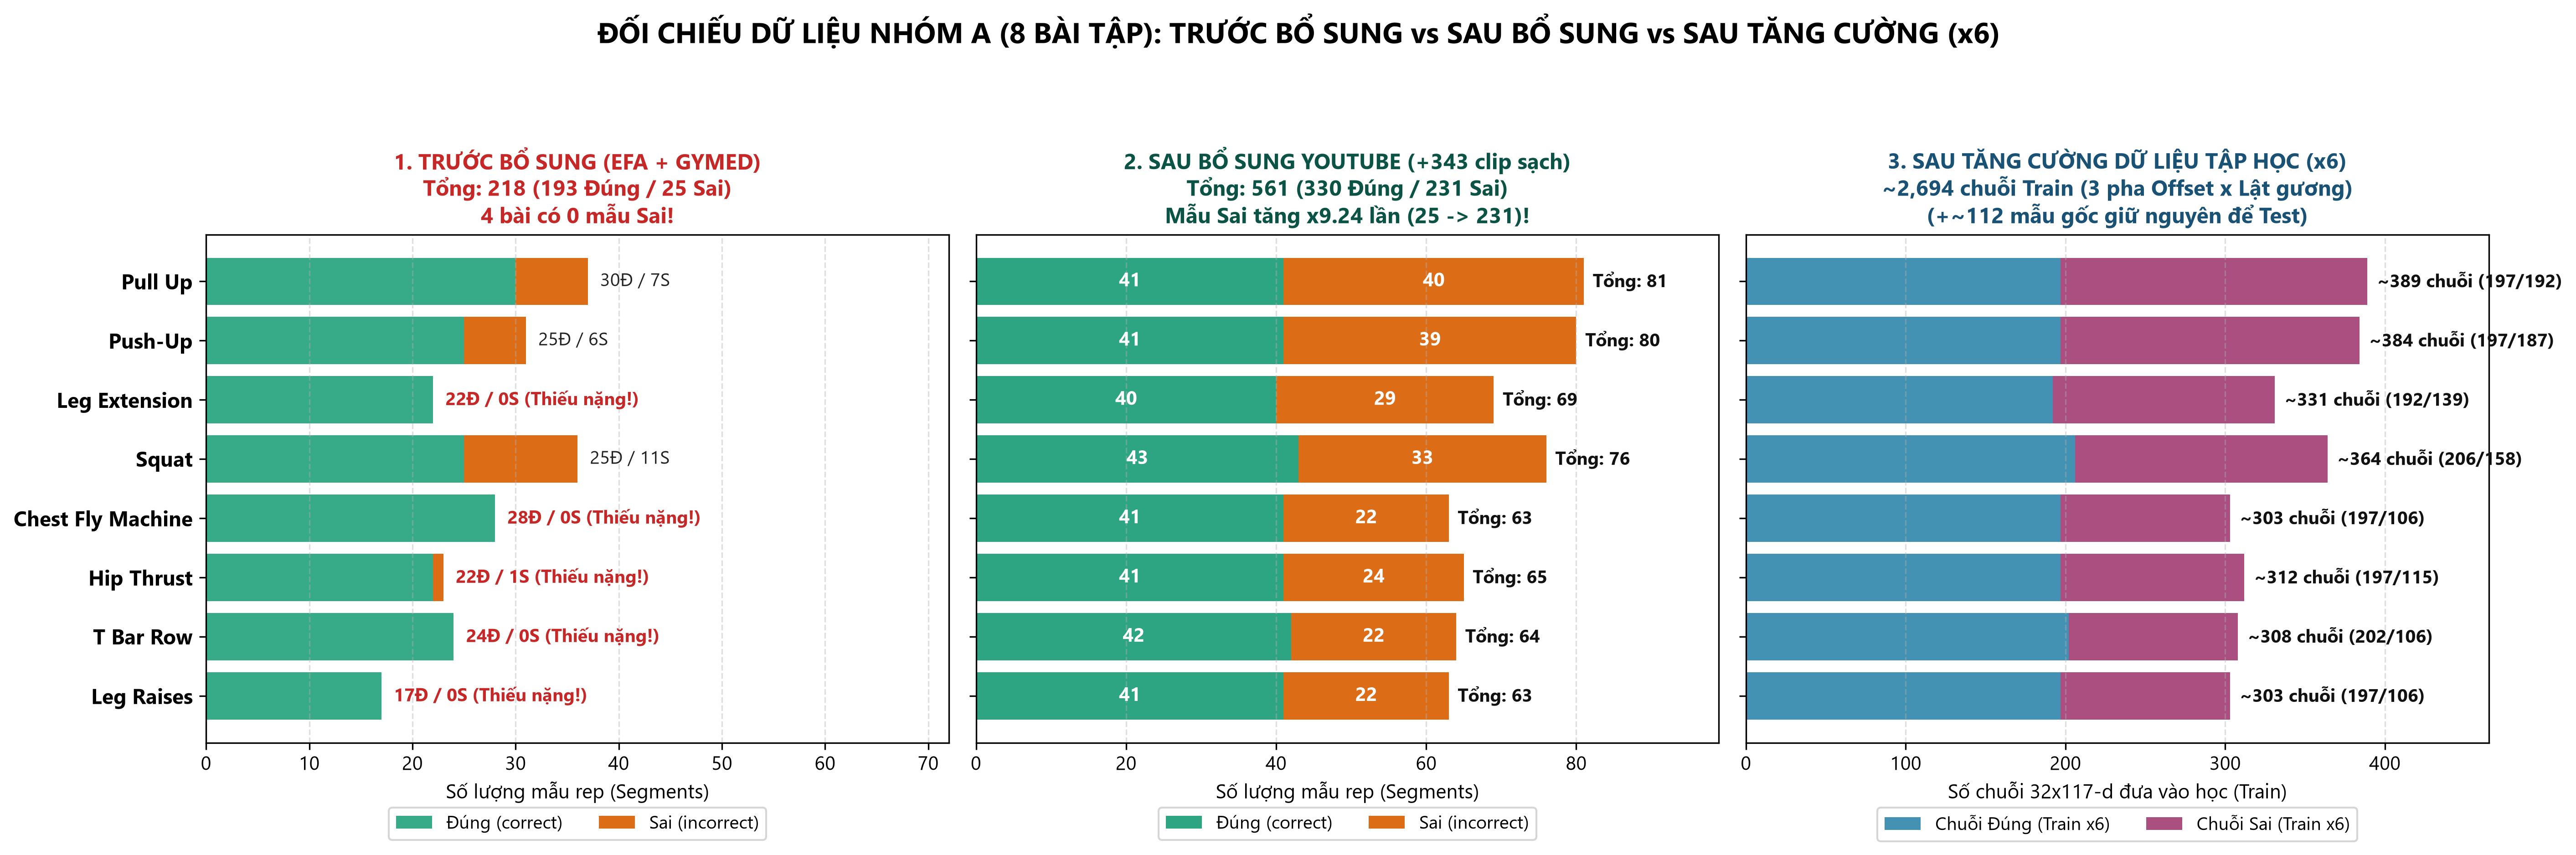 ĐỐI CHIẾU DỮ LIỆU NHÓM A (8 BÀI TẬP): TRƯỚC BỔ SUNG vs SAU BỔ SUNG vs SAU TĂNG CƯỜNG (x6)
1. TRƯỚC BỔ SUNG (EFA + GYMED)
Tổng: 218 (193 Đúng / 25 Sai)
4 bài có 0 mẫu Sai!
Pull Up
30Đ / 7S
Push-Up
25Đ / 6S
Leg Extension
22Đ / 0S (Thiếu nặng!)
Squat
25Đ / 11S
Chest Fly Machine
28Đ / 0S (Thiếu nặng!)
Hip Thrust
22Đ / 1S (Thiếu nặng!)
T Bar Row
24Đ / 0S (Thiếu nặng!)
Leg Raises
17Đ / 0S (Thiếu nặng!)
0 10 20 30 40 50 60 70
Số lượng mẫu rep (Segments)
Đúng (correct) Sai (incorrect)
2. SAU BỔ SUNG YOUTUBE (+343 clip sạch)
Tổng: 561 (330 Đúng / 231 Sai)
Mẫu Sai tăng x9.24 lần (25 -> 231)!
41 40 Tổng: 81
41 39 Tổng: 80
40 29 Tổng: 69
43 33 Tổng: 76
41 22 Tổng: 63
41 24 Tổng: 65
42 22 Tổng: 64
41 22 Tổng: 63
0 20 40 60 80
Số lượng mẫu rep (Segments)
Đúng (correct) Sai (incorrect)
3. SAU TĂNG CƯỜNG DỮ LIỆU TẬP HỌC (x6)
~2,694 chuỗi Train (3 pha Offset x Lật gương)
(+~112 mẫu gốc giữ nguyên để Test)
~389 chuỗi (197/192)
~384 chuỗi (197/187)
~331 chuỗi (192/139)
~364 chuỗi (206/158)
~303 chuỗi (197/106)
~312 chuỗi (197/115)
~308 chuỗi (202/106)
~303 chuỗi (197/106)
0 100 200 300 400
Số chuỗi 32x117-d đưa vào học (Train)
Chuỗi Đúng (Train x6) Chuỗi Sai (Train x6)